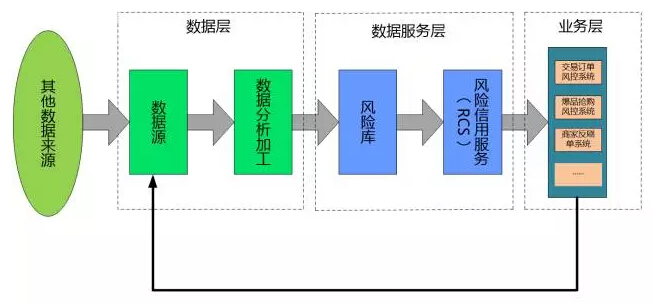 数据层
数据服务层
业务层
其他数据来源
数据源
数据分析加工
风险库
风险信用服务
（RCS）
交易订单
风控系统
爆品抢购
风控系统
商家反刷
单系统
......